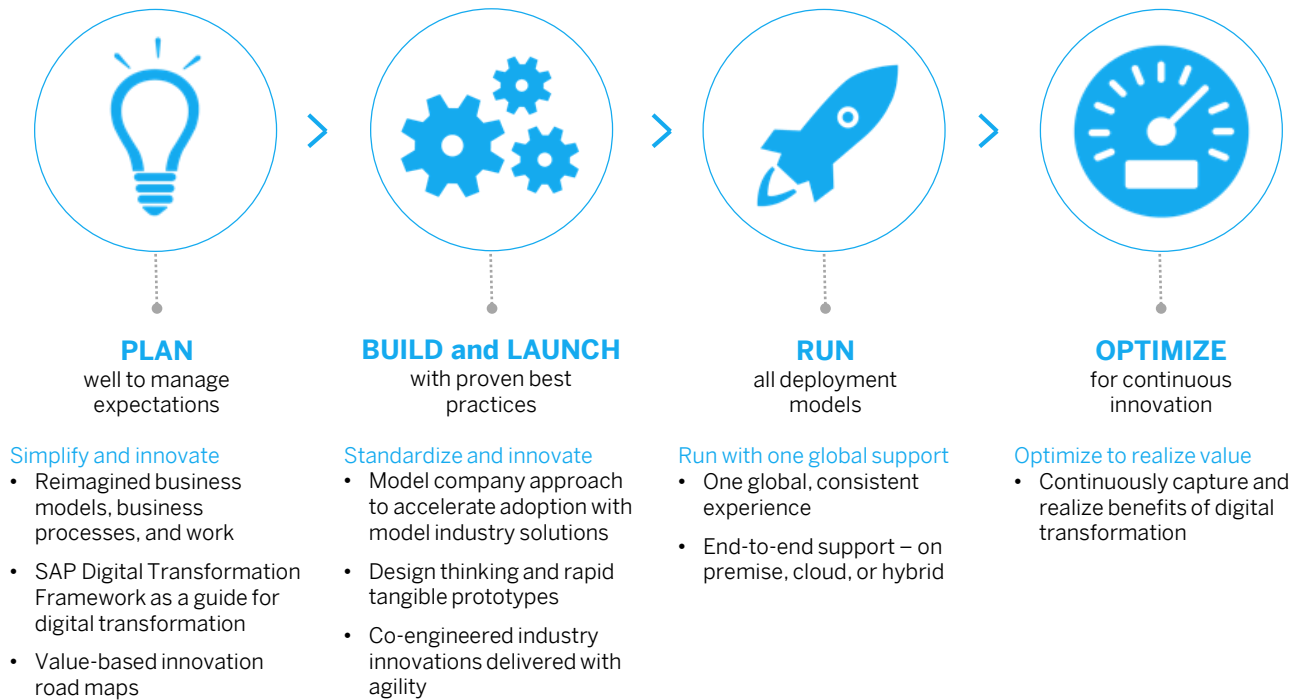 PLAN
well to manage
expectations
Simplify and innovate
• Reimagined business
models, business
processes, and work
• SAP Digital Transformation
Framework as a guide for
digital transformation
• Value-based innovation
road maps
BUILD and LAUNCH
with proven best
practices
Standardize and innovate
• Model company approach
to accelerate adoption with
model industry solutions
• Design thinking and rapid
tangible prototypes
• Co-engineered industry
innovations delivered with
agility
RUN
all deployment
models
Run with one global support
• One global, consistent
experience
• End-to-end support – on
premise, cloud, or hybrid
OPTIMIZE
for continuous
innovation
Optimize to realize value
• Continuously capture and
realize benefits of digital
transformation